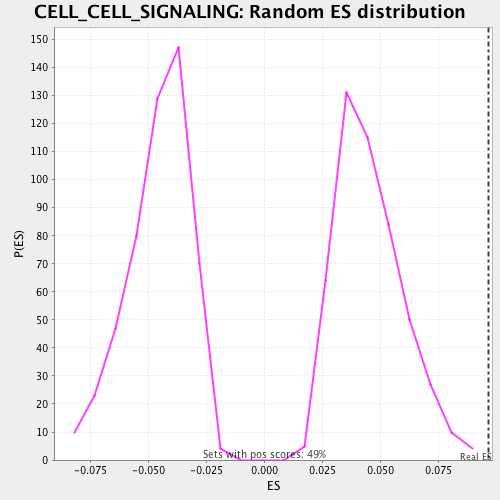 CELL_CELL_SIGNALING: Random ES distribution
150
140
130
120
110
100
90
80
70
60
50
40
30
20
10
0
P(ES)
Sets with pos scores: 49%
Real ES
-0.075 -0.050 -0.025 0.000 0.025 0.050 0.075
ES